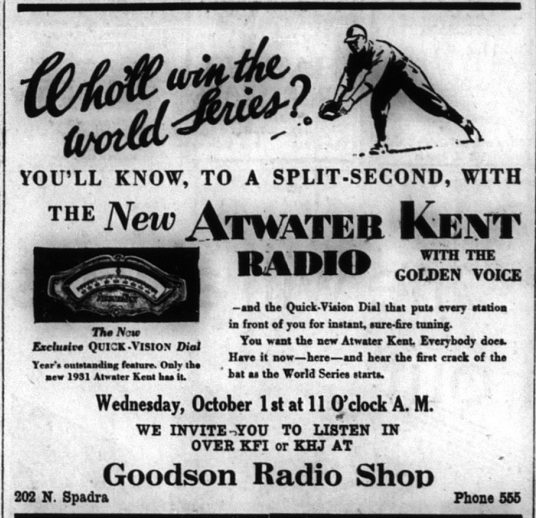 Who'll win the
world Series?
YOU'LL KNOW, TO A SPLIT-SECOND, WITH
THE New ATWATER KENT
RADIO
WITH THE
GOLDEN VOICE
The New
Exclusive QUICK-VISION Dial
Year's outstanding feature. Only the
new 1931 Atwater Kent has it.
—and the Quick-Vision Dial that puts every station
in front of you for instant, sure-fire tuning.
You want the new Atwater Kent. Everybody does.
Have it now—here—and hear the first crack of the
bat as the World Series starts.
Wednesday, October 1st at 11 O'clock A. M.
WE INVITE YOU TO LISTEN IN
OVER KFI or KHJ AT
Goodson Radio Shop
202 N. Spadra
Phone 555